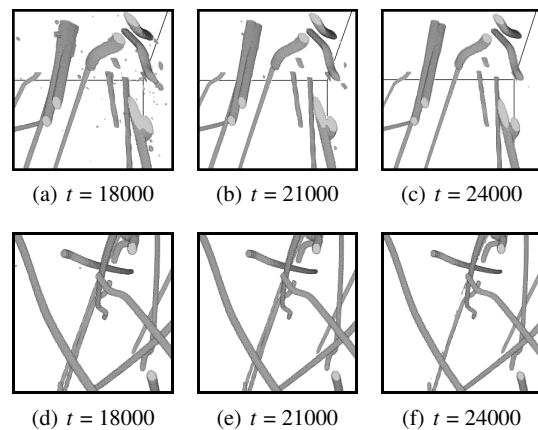 (a) t = 18000 (b) t = 21000 (c) t = 24000
(d) t = 18000 (e) t = 21000 (f) t = 24000